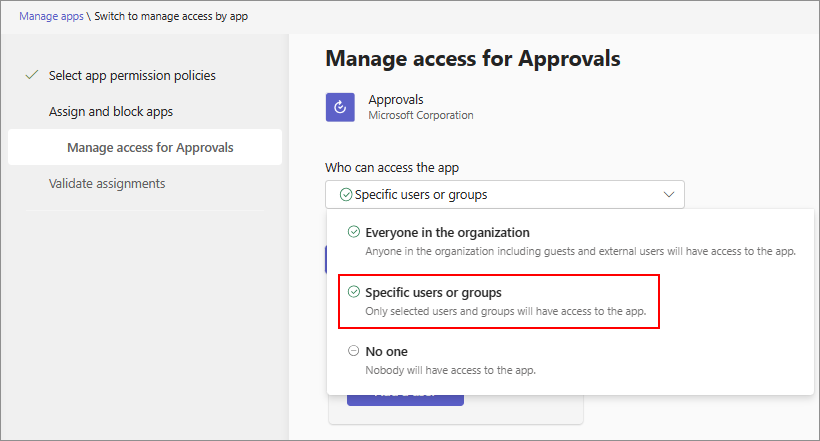 Manage apps \ Switch to manage access by app
Select app permission policies
Assign and block apps
Manage access for Approvals
Validate assignments
Manage access for Approvals
Approvals
Microsoft Corporation
Who can access the app
Specific users or groups
Everyone in the organization
Anyone in the organization including guests and external users will have access to the app.
Specific users or groups
Only selected users and groups will have access to the app.
No one
Nobody will have access to the app.